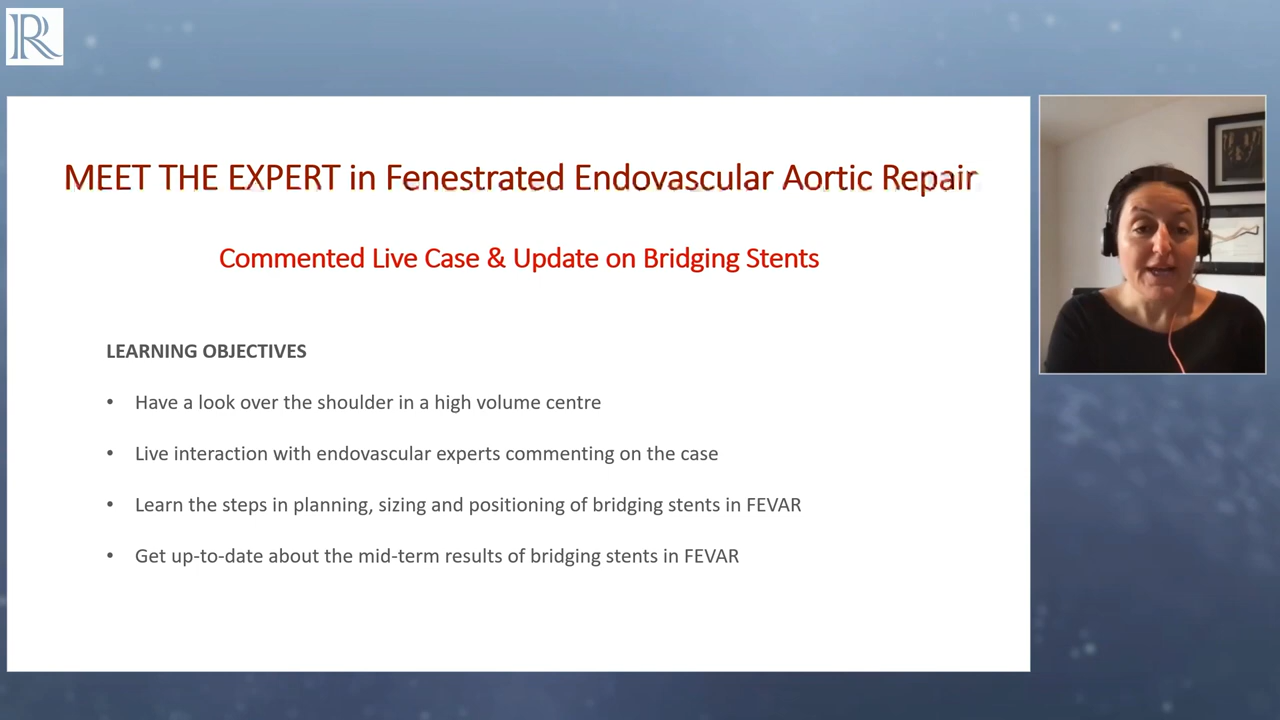 R
MEET THE EXPERT in Fenestrated Endovascular Aortic Repair
Commented Live Case & Update on Bridging Stents
LEARNING OBJECTIVES
• Have a look over the shoulder in a high volume centre
• Live interaction with endovascular experts commenting on the case
• Learn the steps in planning, sizing and positioning of bridging stents in FEVAR
• Get up-to-date about the mid-term results of bridging stents in FEVAR